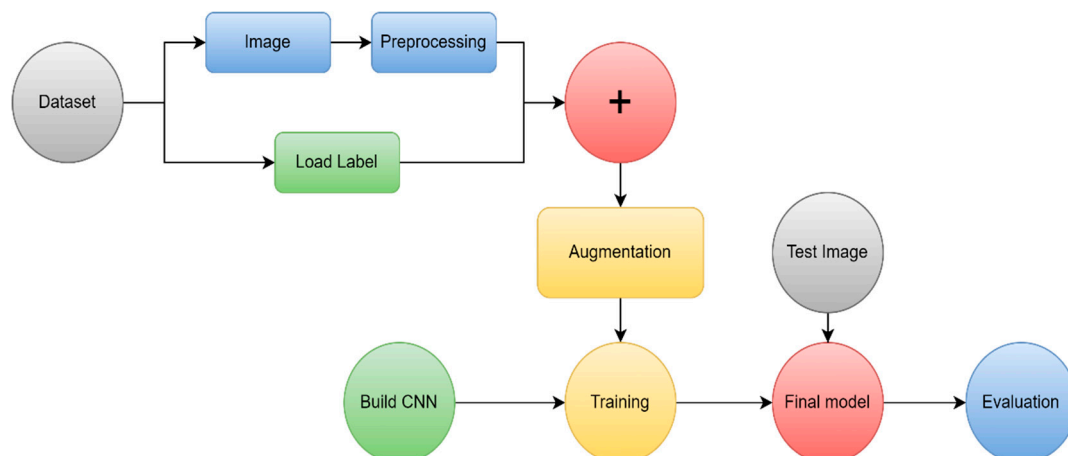 Image
Preprocessing
Dataset
+
Load Label
Augmentation
Test Image
Build CNN
Training
Final model
Evaluation